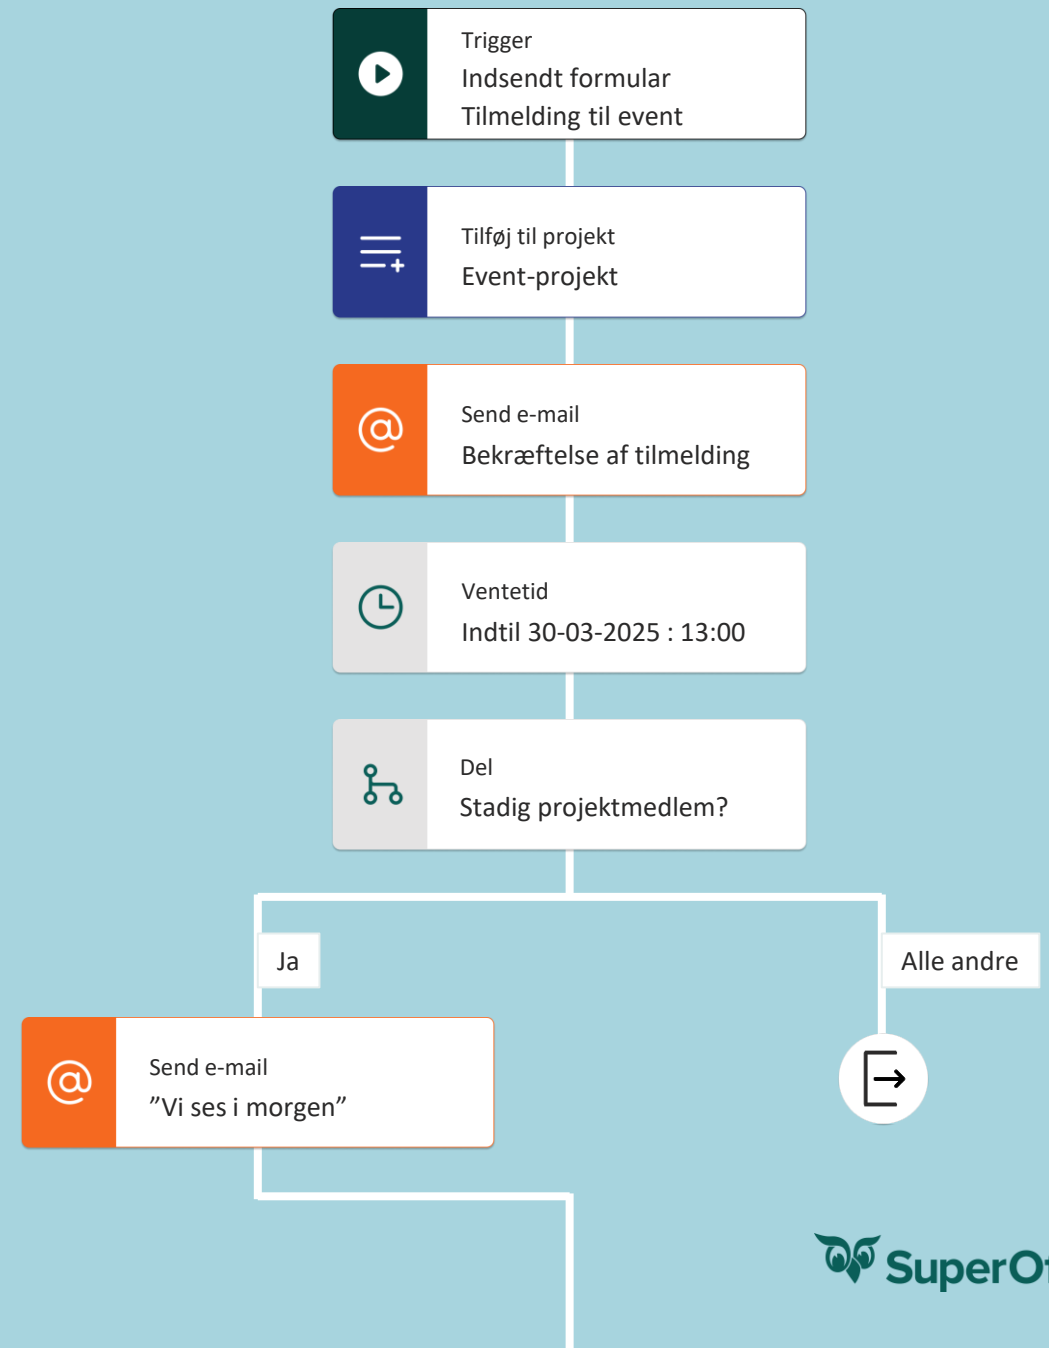 Trigger
Indsendt formular
Tilmelding til event
Tilføj til projekt
Event-projekt
Send e-mail
Bekræftelse af tilmelding
Ventetid
Indtil 30-03-2025 : 13:00
Del
Stadig projektmedlem?
Ja
Alle andre
Send e-mail
”Vi ses i morgen”